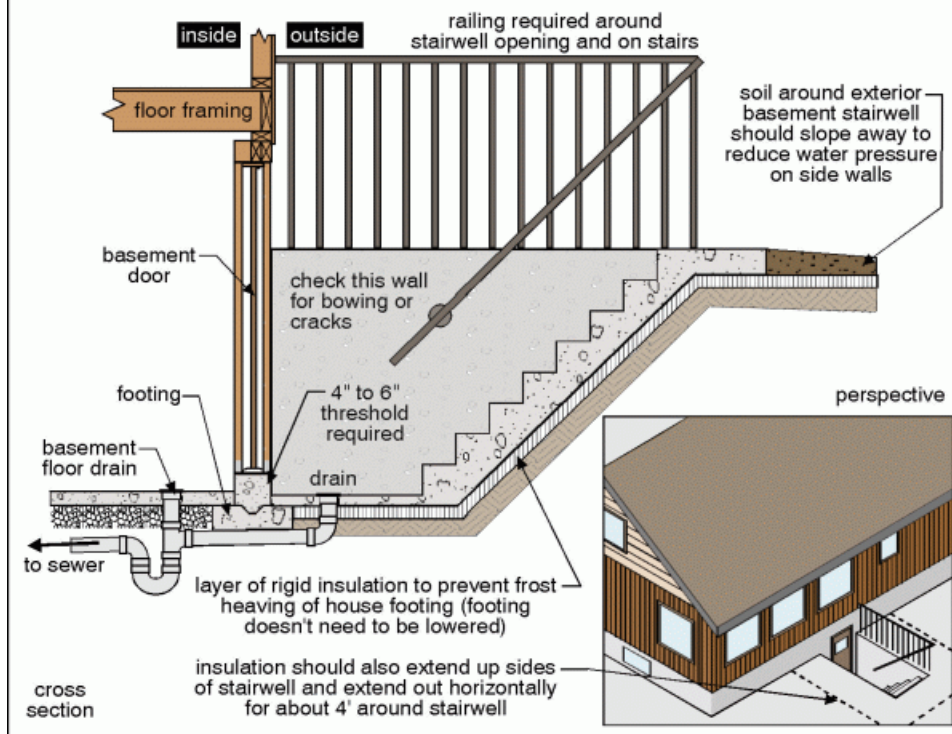 inside
outside
railing required around
stairwell opening and on stairs
floor framing
soil around exterior
basement stairwell
should slope away to
reduce water pressure
on side walls
basement
door
check this wall
for bowing or
cracks
footing
4" to 6"
threshold
required
perspective
basement
floor drain
drain
to sewer
layer of rigid insulation to prevent frost
heaving of house footing (footing
doesn't need to be lowered)
insulation should also extend up sides
of stairwell and extend out horizontally
for about 4' around stairwell
cross
section